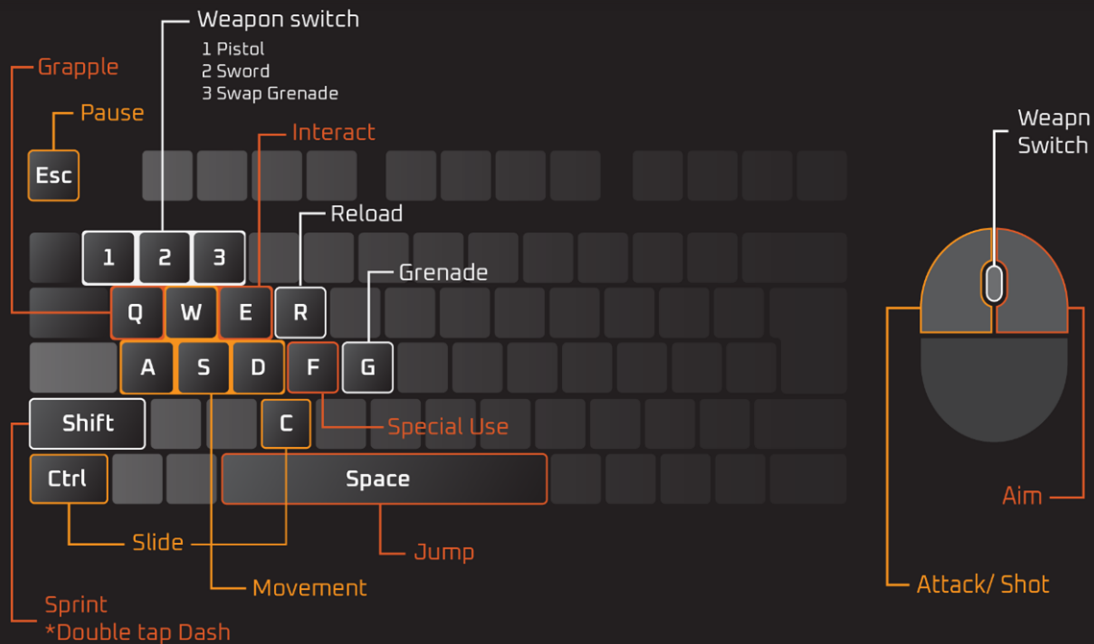 Weapon switch
1 Pistol
2 Sword
3 Swap Grenade
Grapple
Pause
Interact
Weapn
Switch
Esc
Reload
1 2 3
Grenade
Q W E R
A S D F G
Shift
C
Special Use
Ctrl
Space
Aim
Slide
Jump
Movement
Attack/ Shot
Sprint
*Double tap Dash